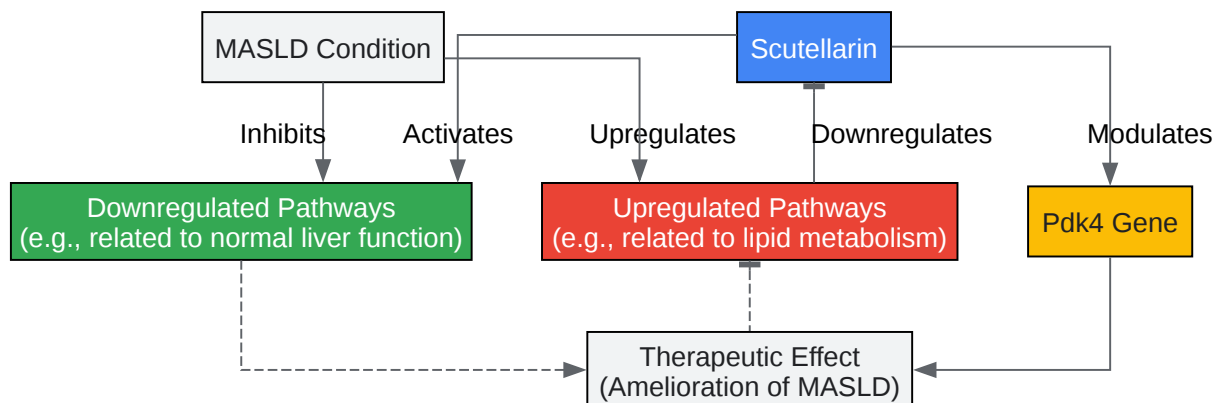 MASLD Condition
Scutellarin
Inhibits
Activates
Upregulates
Downregulates
Modulates
Downregulated Pathways
(e.g., related to normal liver function)
Upregulated Pathways
(e.g., related to lipid metabolism)
Pdk4 Gene
Therapeutic Effect
(Amelioration of MASLD)